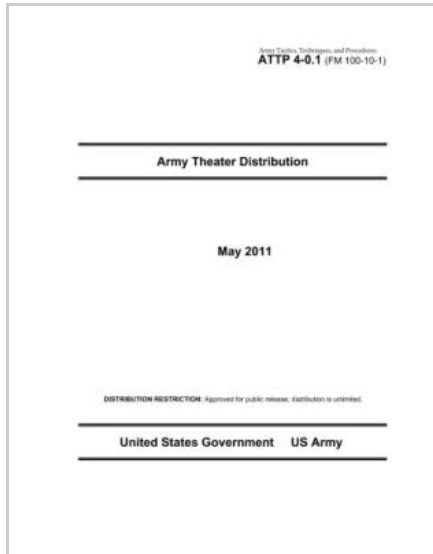 Army Tactics, Techniques, and Procedures
ATTP 4-0.1 (FM 100-10-1)
Army Theater Distribution
May 2011
DISTRIBUTION RESTRICTION: Approved for public release; distribution is unlimited.
United States Government US Army